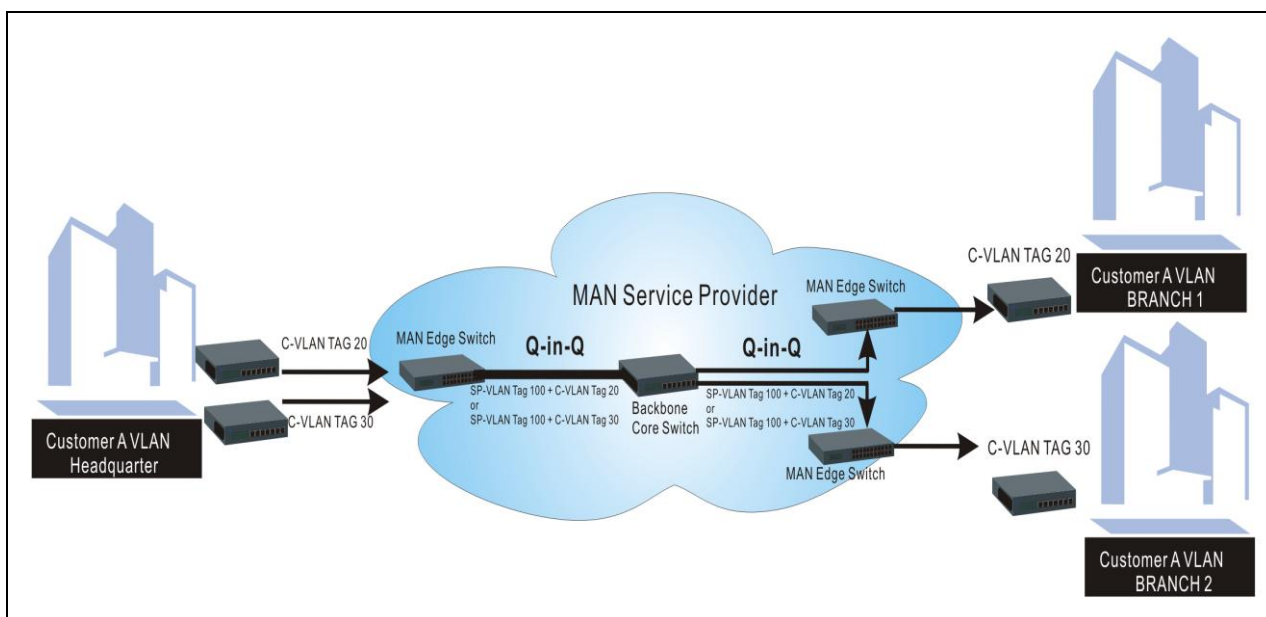 C-VLAN TAG 20
C-VLAN TAG 30
Customer A VLAN
Headquarter
MAN Service Provider
MAN Edge Switch
Q-in-Q
SP-VLAN Tag 100 + C-VLAN Tag 20
or
SP-VLAN Tag 100 + C-VLAN Tag 30
Backbone
Core Switch
Q-in-Q
SP-VLAN Tag 100 + C-VLAN Tag 20
or
SP-VLAN Tag 100 + C-VLAN Tag 30
MAN Edge Switch
MAN Edge Switch
C-VLAN TAG 20
Customer A VLAN
BRANCH 1
C-VLAN TAG 30
Customer A VLAN
BRANCH 2